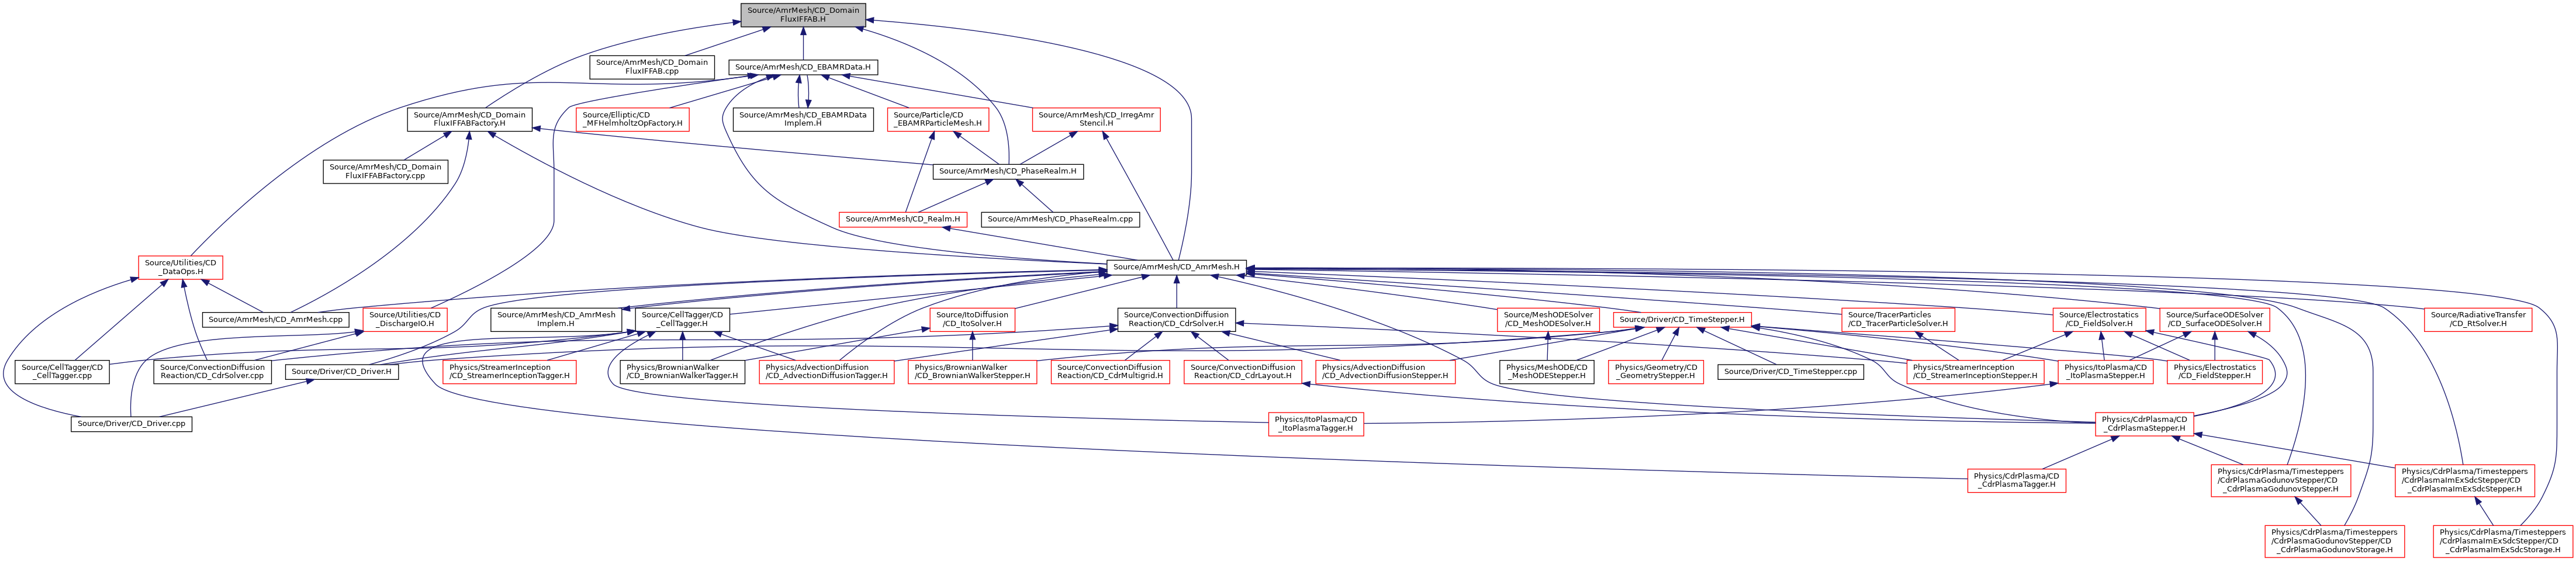 Source/AmrMesh/CD_Domain
FluxIFFAB.H
Source/AmrMesh/CD_Domain
FluxIFFAB.cpp
Source/AmrMesh/CD_EBAMRData.H
Source/AmrMesh/CD_Domain
FluxIFFABFactory.H
Source/Elliptic/CD
_MFHelmholtzOpFactory.H
Source/AmrMesh/CD_EBAMRData
Implem.H
Source/Particle/CD
_EBAMRParticleMesh.H
Source/AmrMesh/CD_IrregAmr
Stencil.H
Source/AmrMesh/CD_Domain
FluxIFFABFactory.cpp
Source/AmrMesh/CD_PhaseRealm.H
Source/AmrMesh/CD_Realm.H
Source/AmrMesh/CD_PhaseRealm.cpp
Source/Utilities/CD
_DataOps.H
Source/AmrMesh/CD_AmrMesh.H
Source/AmrMesh/CD_AmrMesh.cpp
Source/Utilities/CD
_DischargeIO.H
Source/AmrMesh/CD_AmrMesh
Implem.H
Source/CellTagger/CD
_CellTagger.H
Source/ItoDiffusion
/CD_ItoSolver.H
Source/ConvectionDiffusion
Reaction/CD_CdrSolver.H
Source/MeshODESolver
/CD_MeshODESolver.H
Source/Driver/CD_TimeStepper.H
Source/TracerParticles
/CD_TracerParticleSolver.H
Source/Electrostatics
/CD_FieldSolver.H
Source/SurfaceODESolver
/CD_SurfaceODESolver.H
Source/RadiativeTransfer
/CD_RtSolver.H
Source/CellTagger/CD
_CellTagger.cpp
Source/ConvectionDiffusion
Reaction/CD_CdrSolver.cpp
Source/Driver/CD_Driver.H
Physics/StreamerInception
/CD_StreamerInceptionTagger.H
Physics/BrownianWalker
/CD_BrownianWalkerTagger.H
Physics/AdvectionDiffusion
/CD_AdvectionDiffusionTagger.H
Physics/BrownianWalker
/CD_BrownianWalkerStepper.H
Source/ConvectionDiffusion
Reaction/CD_CdrMultigrid.H
Source/ConvectionDiffusion
Reaction/CD_CdrLayout.H
Physics/AdvectionDiffusion
/CD_AdvectionDiffusionStepper.H
Physics/MeshODE/CD
_MeshODEStepper.H
Physics/Geometry/CD
_GeometryStepper.H
Source/Driver/CD_TimeStepper.cpp
Physics/StreamerInception
/CD_StreamerInceptionStepper.H
Physics/ItoPlasma/CD
_ItoPlasmaStepper.H
Physics/Electrostatics
/CD_FieldStepper.H
Source/Driver/CD_Driver.cpp
Physics/ItoPlasma/CD
_ItoPlasmaTagger.H
Physics/CdrPlasma/CD
_CdrPlasmaStepper.H
Physics/CdrPlasma/CD
_CdrPlasmaTagger.H
Physics/CdrPlasma/Timesteppers
/CdrPlasmaGodunovStepper/CD
_CdrPlasmaGodunovStepper.H
Physics/CdrPlasma/Timesteppers
/CdrPlasmaImExSdcStepper/CD
_CdrPlasmaImExSdcStepper.H
Physics/CdrPlasma/Timesteppers
/CdrPlasmaGodunovStepper/CD
_CdrPlasmaGodunovStorage.H
Physics/CdrPlasma/Timesteppers
/CdrPlasmaImExSdcStepper/CD
_CdrPlasmaImExSdcStorage.H